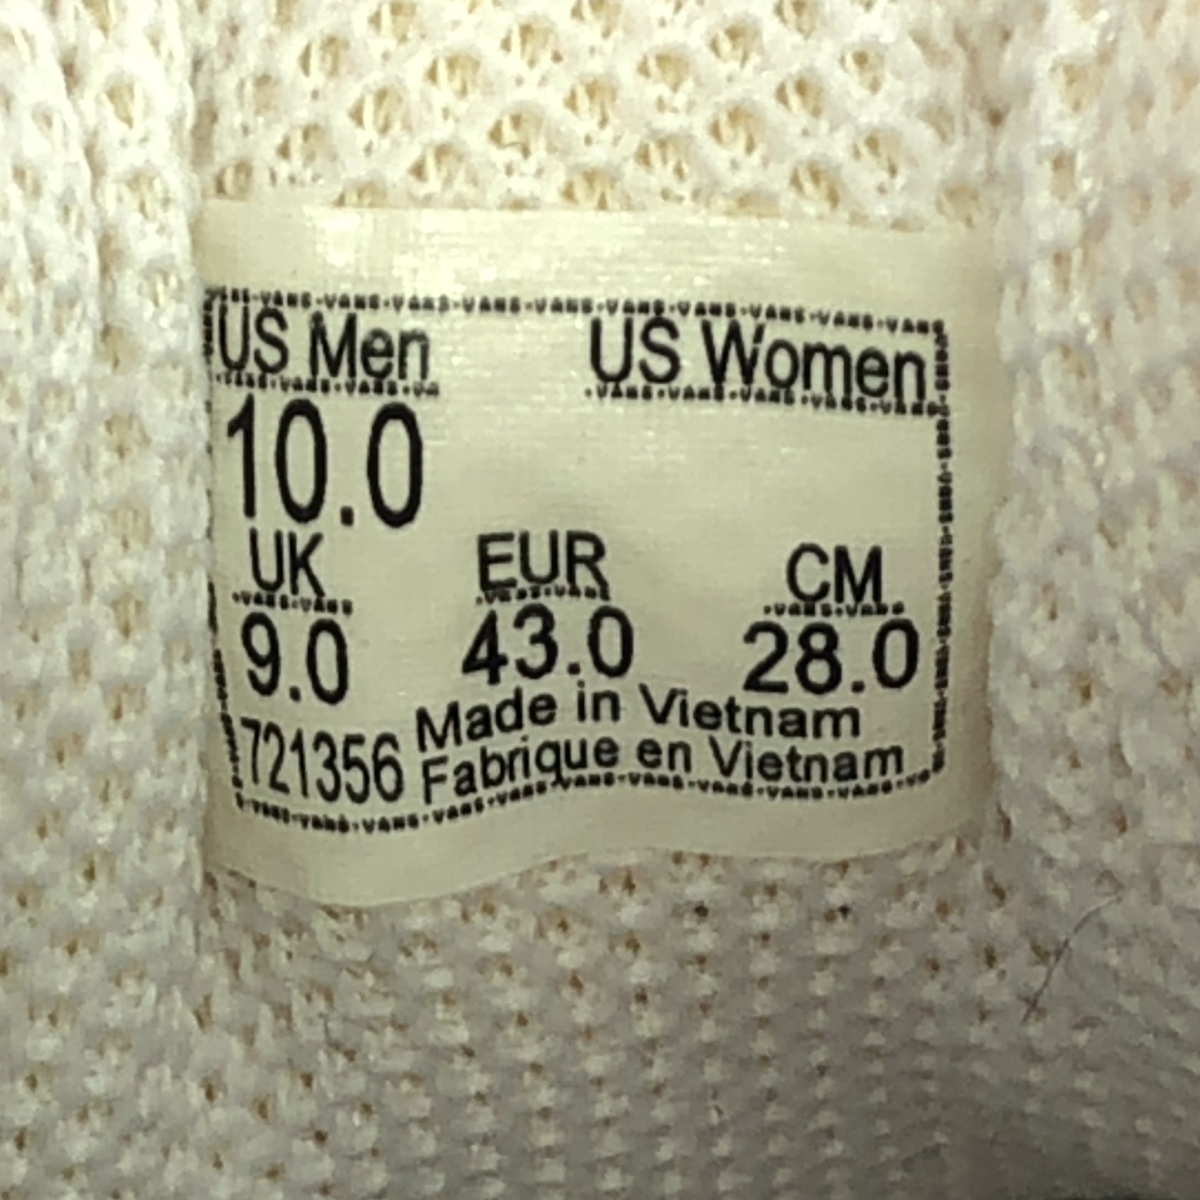 US Men US Women
10.0
UK EUR CM
9.0 43.0 28.0
721356 Made in Vietnam
Fabrique en Vietnam